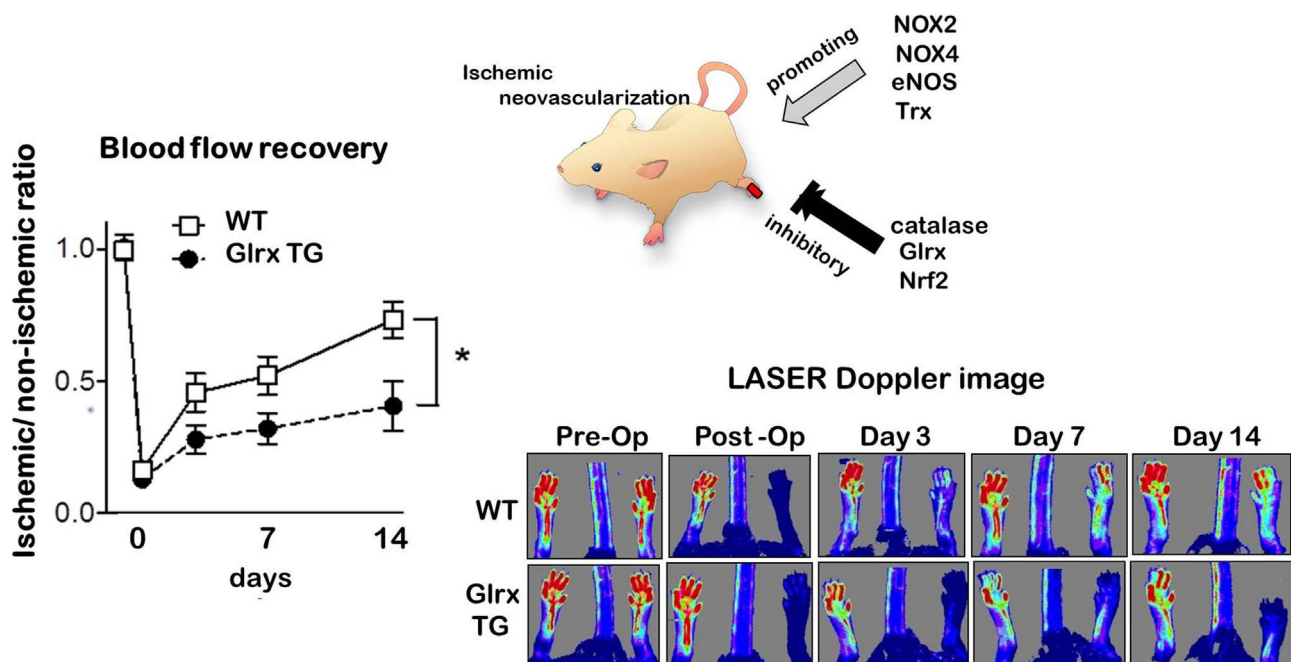 NOX2
NOX4
eNOS
Trx
promoting
Ischemic
neovascularization
inhibitory
catalase
Glrx
Nrf2
Blood flow recovery
Ischemic/ non-ischemic ratio
WT
Glrx TG
1.0
0.5
0.0
*
0 7 14
days
LASER Doppler image
Pre-Op Post -Op Day 3 Day 7 Day 14
WT
Glrx
TG